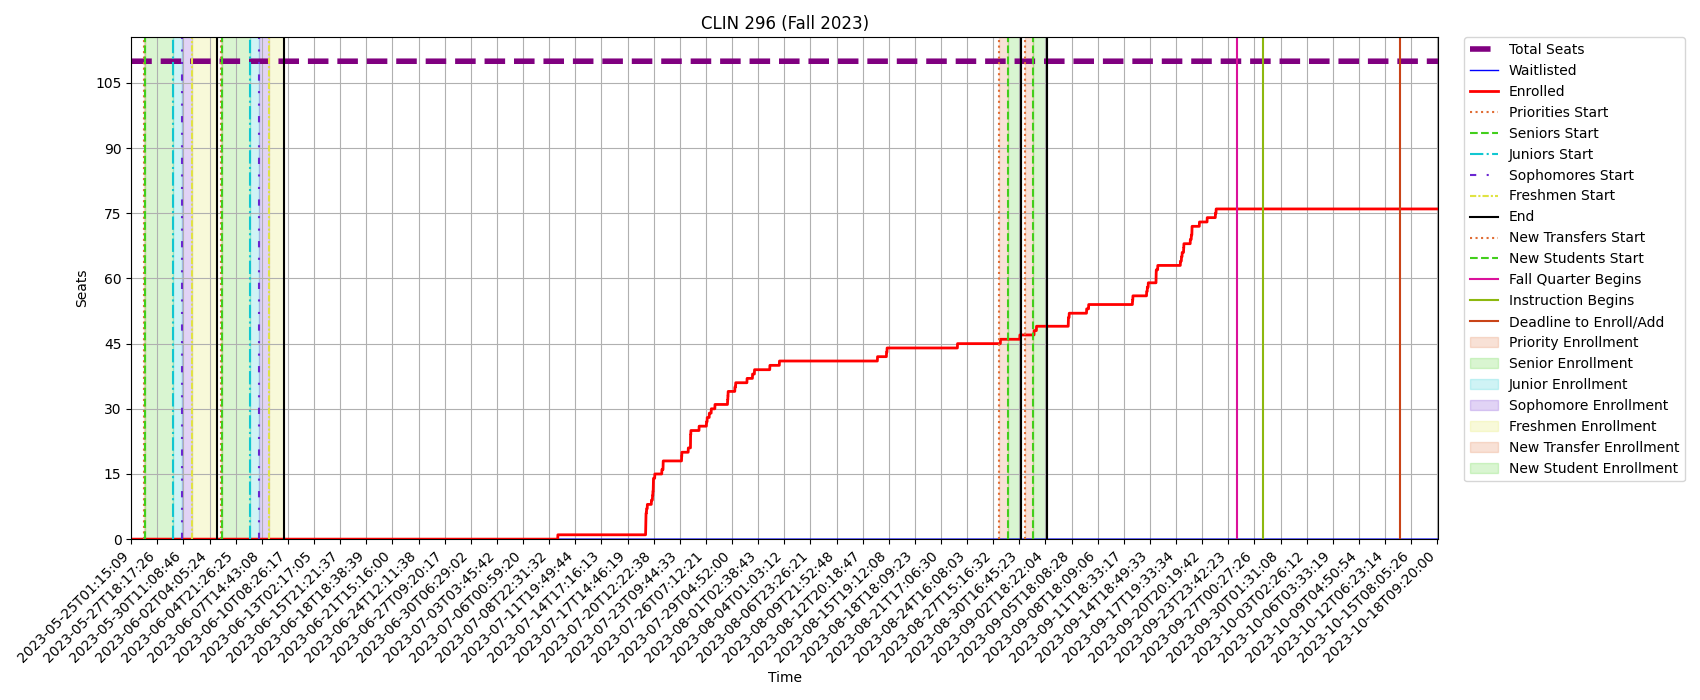 CLIN 296 (Fall 2023)
Total Seats
Waitlisted
Enrolled
Priorities Start
Seniors Start
Juniors Start
Sophomores Start
Freshmen Start
End
New Transfers Start
New Students Start
Fall Quarter Begins
Instruction Begins
Deadline to Enroll/Add
Priority Enrollment
Senior Enrollment
Junior Enrollment
Sophomore Enrollment
Freshmen Enrollment
New Transfer Enrollment
New Student Enrollment
Seats
105
90
75
60
45
30
15
0
2023-05-25T01:15:09
2023-05-27T18:17:26
2023-05-30T11:08:46
2023-06-02T04:05:24
2023-06-04T21:26:25
2023-06-07T14:43:08
2023-06-10T08:26:17
2023-06-13T02:17:05
2023-06-15T21:21:37
2023-06-18T18:38:39
2023-06-21T15:16:00
2023-06-24T12:11:38
2023-06-27T09:20:17
2023-06-30T06:29:02
2023-07-03T03:45:42
2023-07-06T00:59:20
2023-07-08T22:31:32
2023-07-11T19:49:44
2023-07-14T17:16:13
2023-07-17T14:46:19
2023-07-20T12:22:38
2023-07-23T09:44:33
2023-07-26T07:12:21
2023-07-29T04:52:00
2023-08-01T02:38:43
2023-08-04T01:03:12
2023-08-06T23:26:21
2023-08-09T21:52:48
2023-08-12T20:18:47
2023-08-15T19:12:08
2023-08-18T18:09:23
2023-08-21T17:06:30
2023-08-24T16:08:03
2023-08-27T15:16:32
2023-08-30T16:45:23
2023-09-02T18:22:04
2023-09-05T18:08:28
2023-09-08T18:09:06
2023-09-11T18:33:17
2023-09-14T18:49:33
2023-09-17T19:33:34
2023-09-20T20:19:42
2023-09-23T23:42:23
2023-09-27T00:27:26
2023-09-30T01:31:08
2023-10-03T02:26:12
2023-10-06T03:33:19
2023-10-09T04:50:54
2023-10-12T06:23:14
2023-10-15T08:05:26
2023-10-18T09:20:00
Time